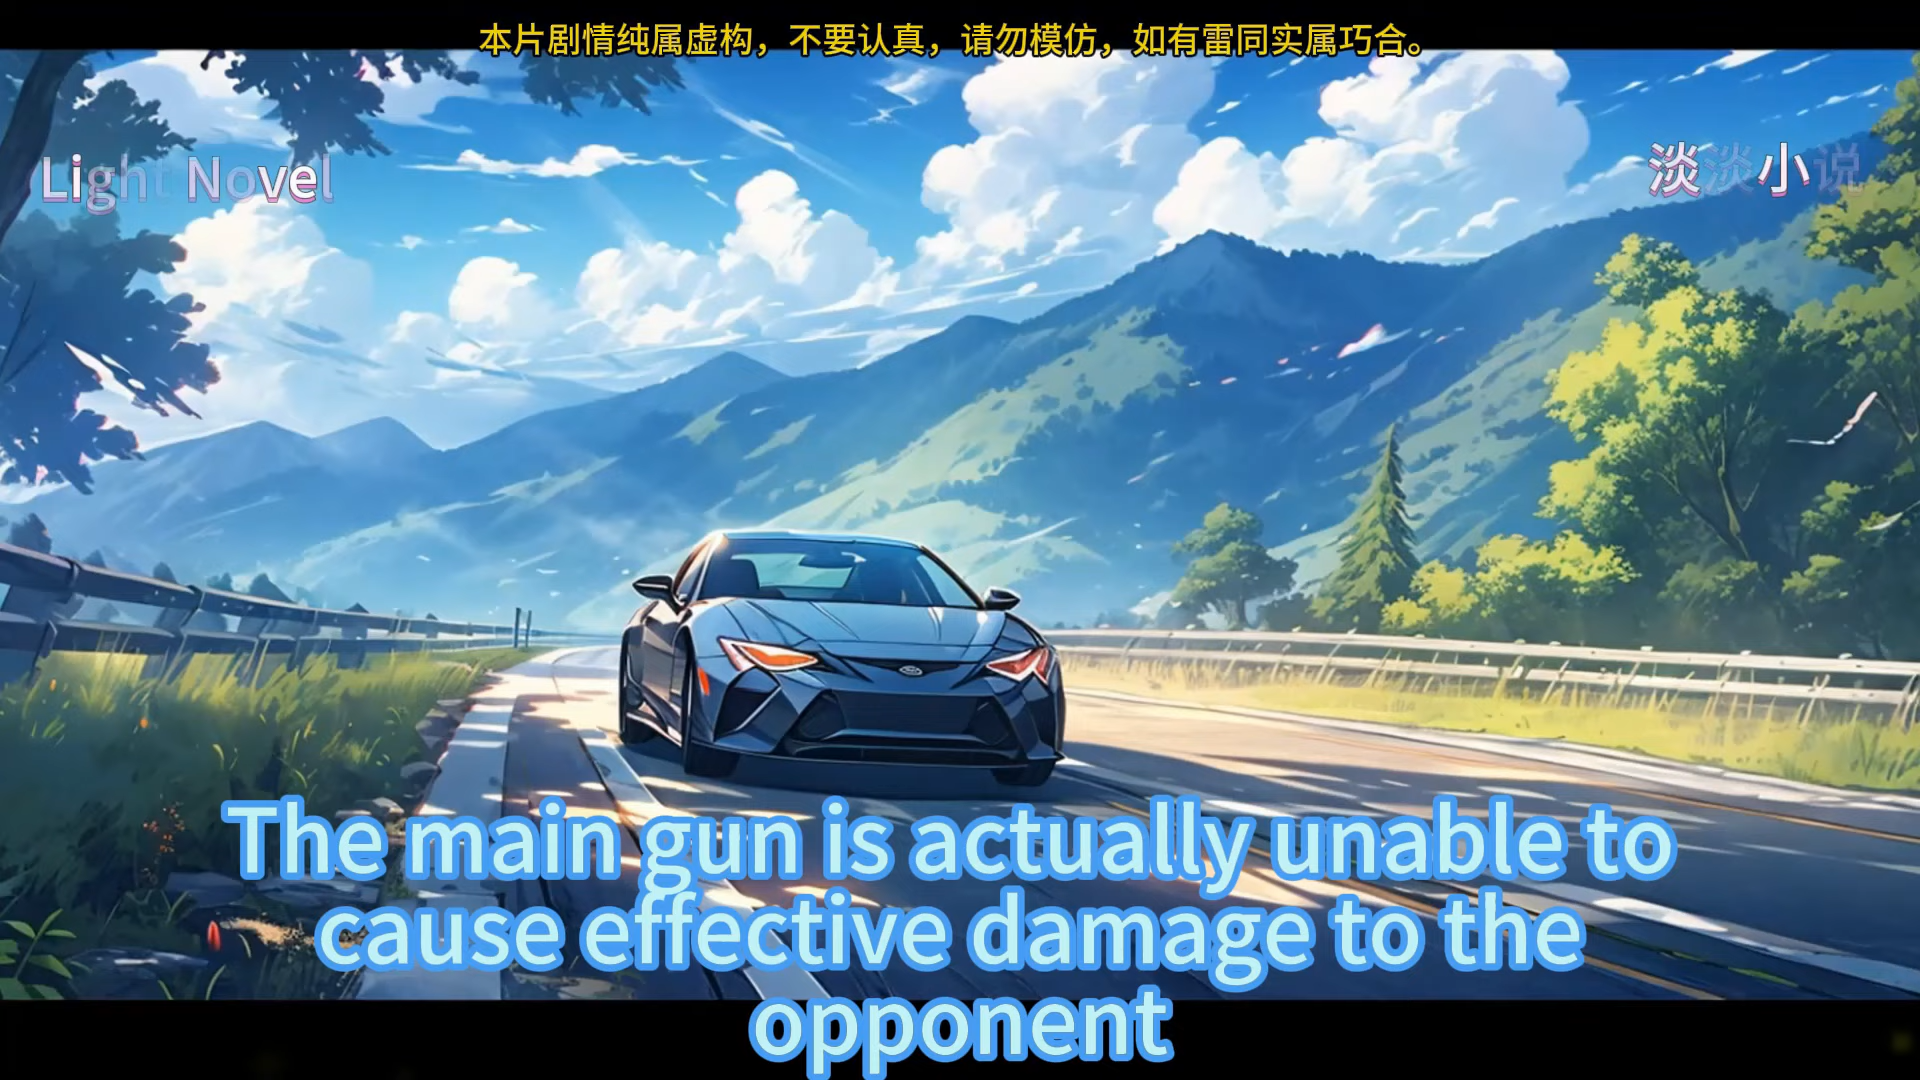 本片剧情纯属虚构，不要认真，请勿模仿，如有雷同实属巧合。
Light Novel
淡淡小说
The main gun is actually unable to
cause effective damage to the
opponent